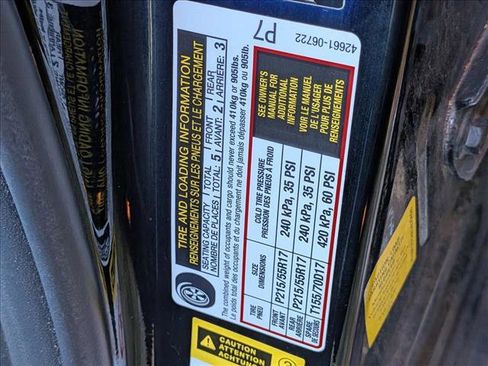 42661-06722
P7
TIRE AND LOADING INFORMATION
RENSEIGNEMENTS SUR LES PNEUS ET LE CHARGEMENT
SEATING CAPACITY | TOTAL 5 | FRONT 2 | REAR 3
NOMBRE DE PLACES | TOTAL | AVANT: | ARRIÈRE:
The combined weight of occupants and cargo should never exceed 410kg or 905lbs.
Le poids total des occupants et du chargement ne doit jamais dépasser 410kg ou 905lb.
TIRE SIZE COLD TIRE PRESSURE
PNEU DIMENSIONS PRESSION DES PNEUS À FROID
FRONT
AVANT P215/55R17 240 kPa, 35 PSI
REAR
ARRIÈRE P215/55R17 240 kPa, 35 PSI
SPARE
DE SECOURS T155/70D17 420 kPa, 60 PSI
SEE OWNER'S
MANUAL FOR
ADDITIONAL
INFORMATION
VOIR LE MANUEL
DE L'USAGER
POUR PLUS DE
RENSEIGNEMENTS
CAUTION
ATTENTION
ACHTUNG